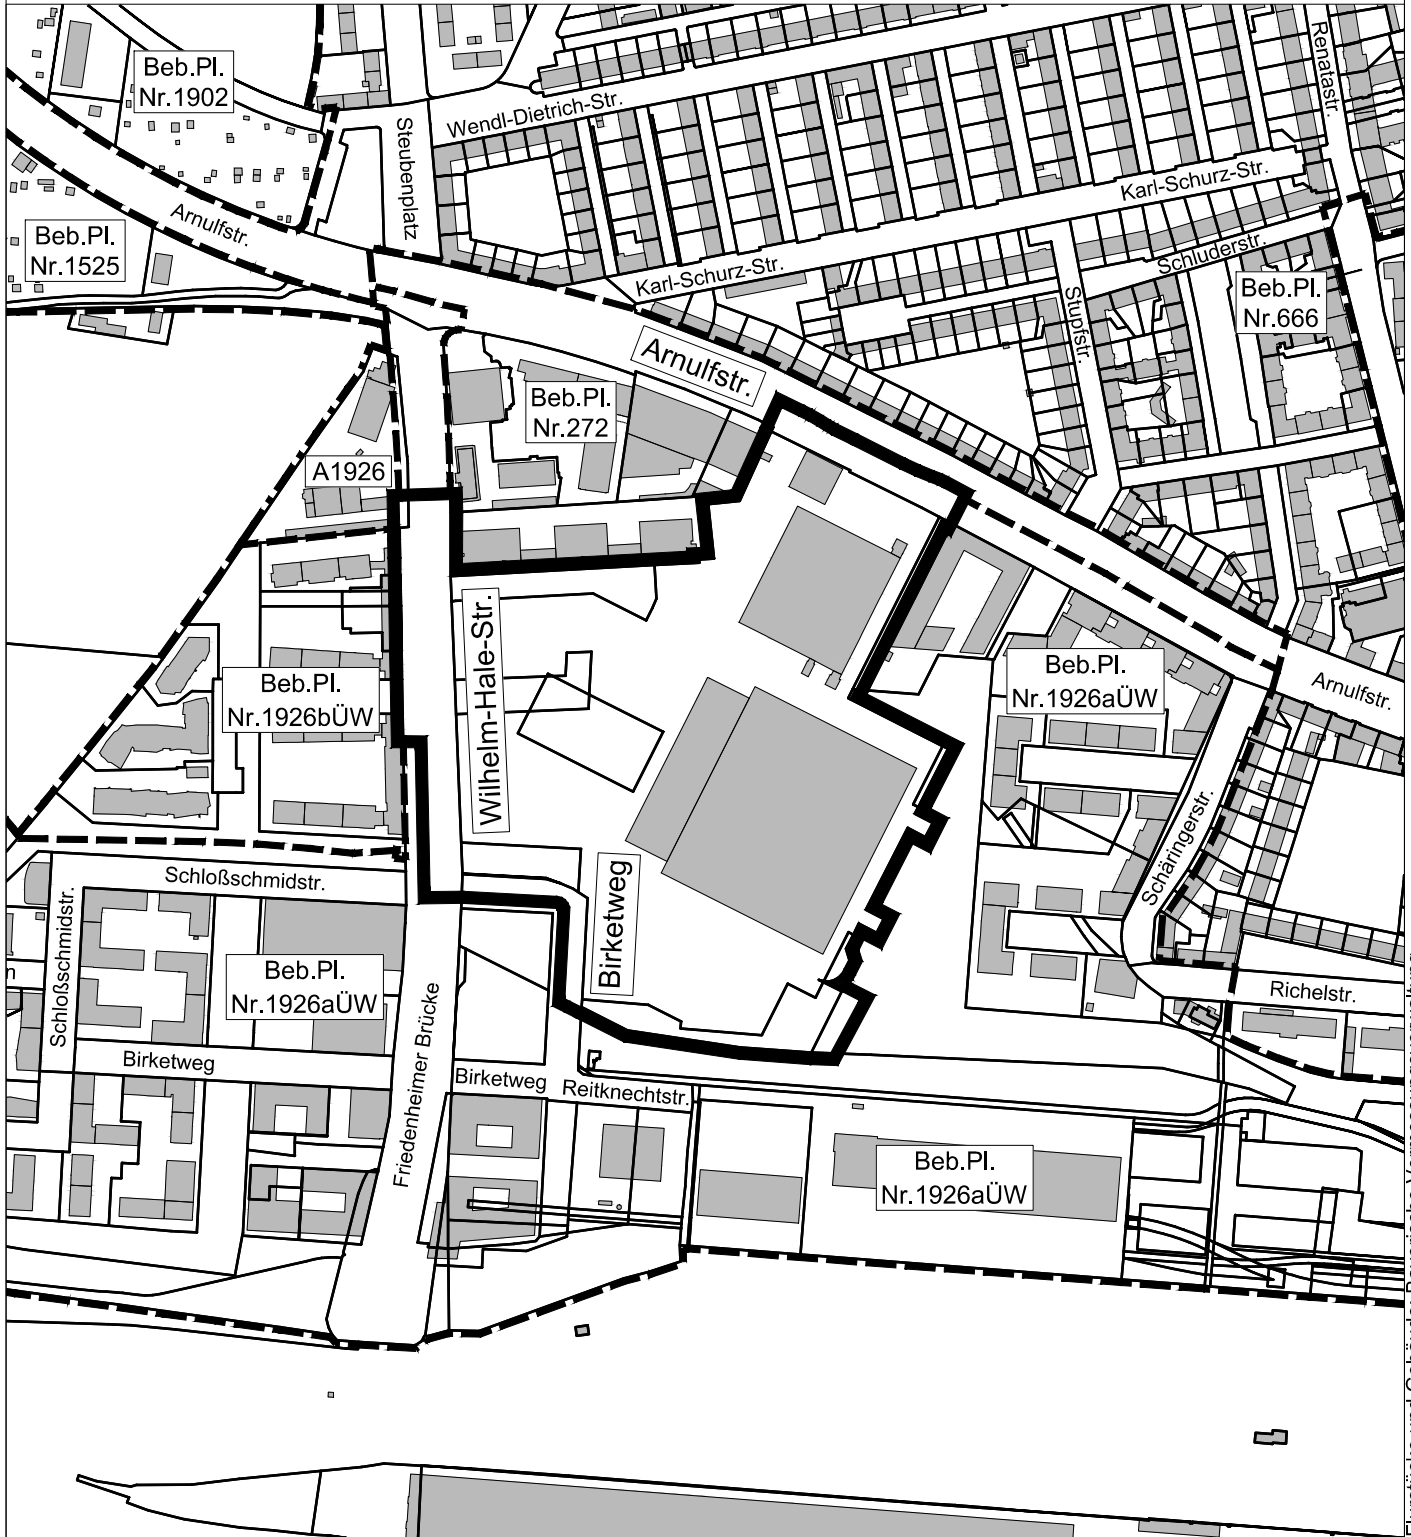 Renatastr.
Beb.Pl.
Nr.1902
Wendl-Dietrich-Str.
Steubenplatz
Karl-Schurz-Str.
Arnulfstr.
Beb.Pl.
Nr.1525
Schluderstr.
Karl-Schurz-Str.
Beb.Pl.
Nr.666
Stupfstr.
Arnulfstr.
Beb.Pl.
Nr.272
A1926
Wilhelm-Hale-Str.
Beb.Pl.
Nr.1926bÜW
Beb.Pl.
Nr.1926aÜW
Arnulfstr.
Schäringerstr.
Schloßschmidstr.
Birketweg
Schloßschmidstr.
n
Beb.Pl.
Nr.1926aÜW
Richelstr.
Friedenheimer Brücke
Birketweg
Birketweg
Reitknechtstr.
Beb.Pl.
Nr.1926aÜW